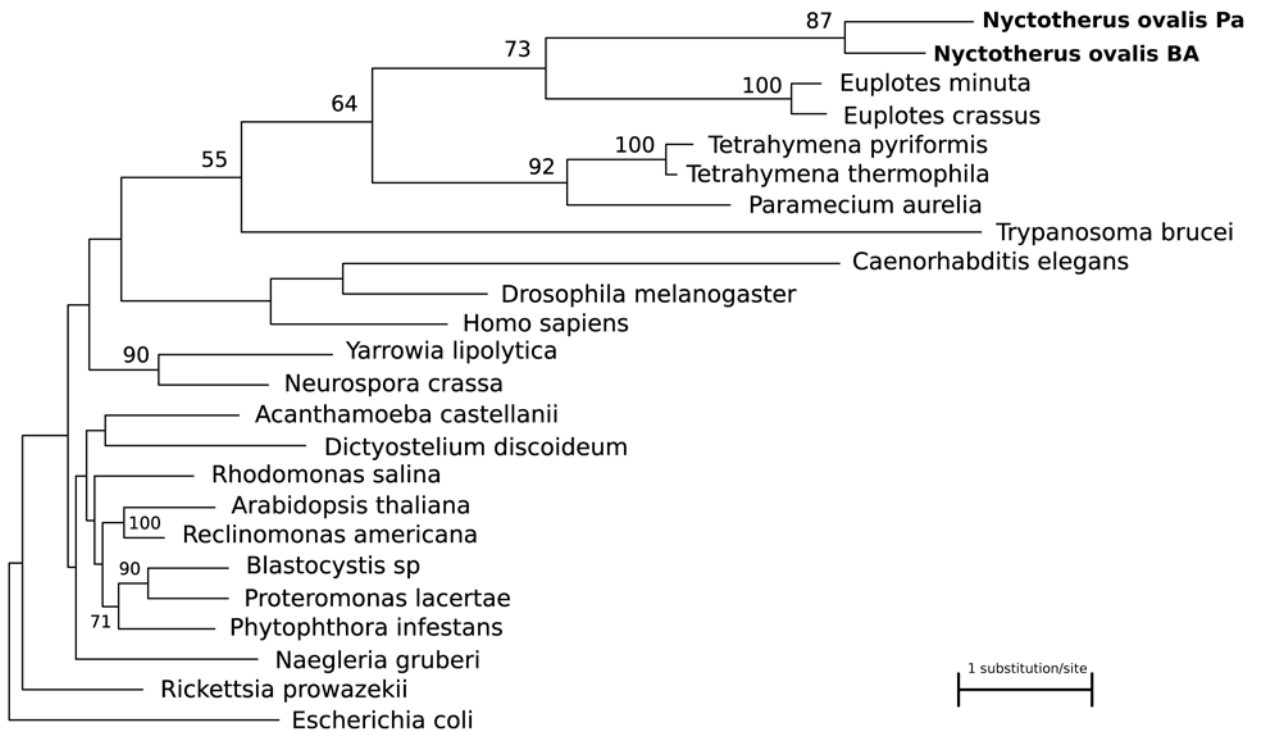 87
Nyctotherus ovalis Pa
73
Nyctotherus ovalis BA
100
Euplotes minuta
64
Euplotes crassus
100
Tetrahymena pyriformis
55
92
Tetrahymena thermophila
Paramecium aurelia
Trypanosoma brucei
Caenorhabditis elegans
Drosophila melanogaster
Homo sapiens
90
Yarrowia lipolytica
Neurospora crassa
Acanthamoeba castellanii
Dictyostelium discoideum
Rhodomonas salina
Arabidopsis thaliana
100
Reclinomonas americana
90
Blastocystis sp
Proteromonas lacertae
71
Phytophthora infestans
Naegleria gruberi
1 substitution/site
Rickettsia prowazekii
Escherichia coli